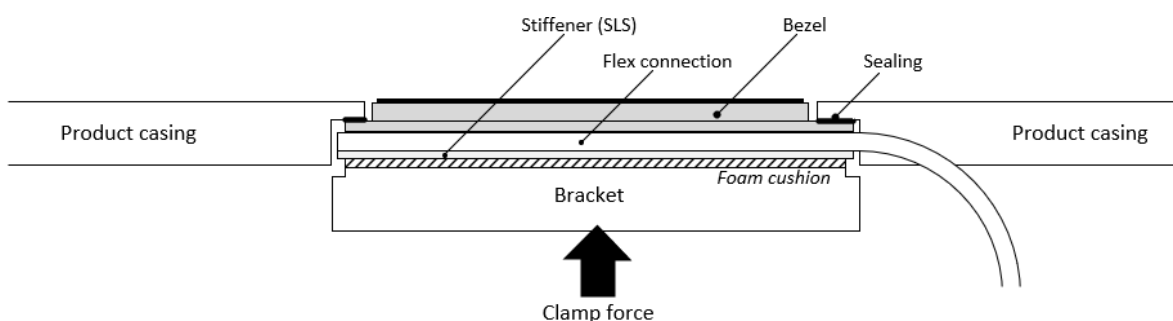 Stiffener (SLS)
Bezel
Flex connection
Sealing
Product casing
Product casing
Foam cushion
Bracket
Clamp force